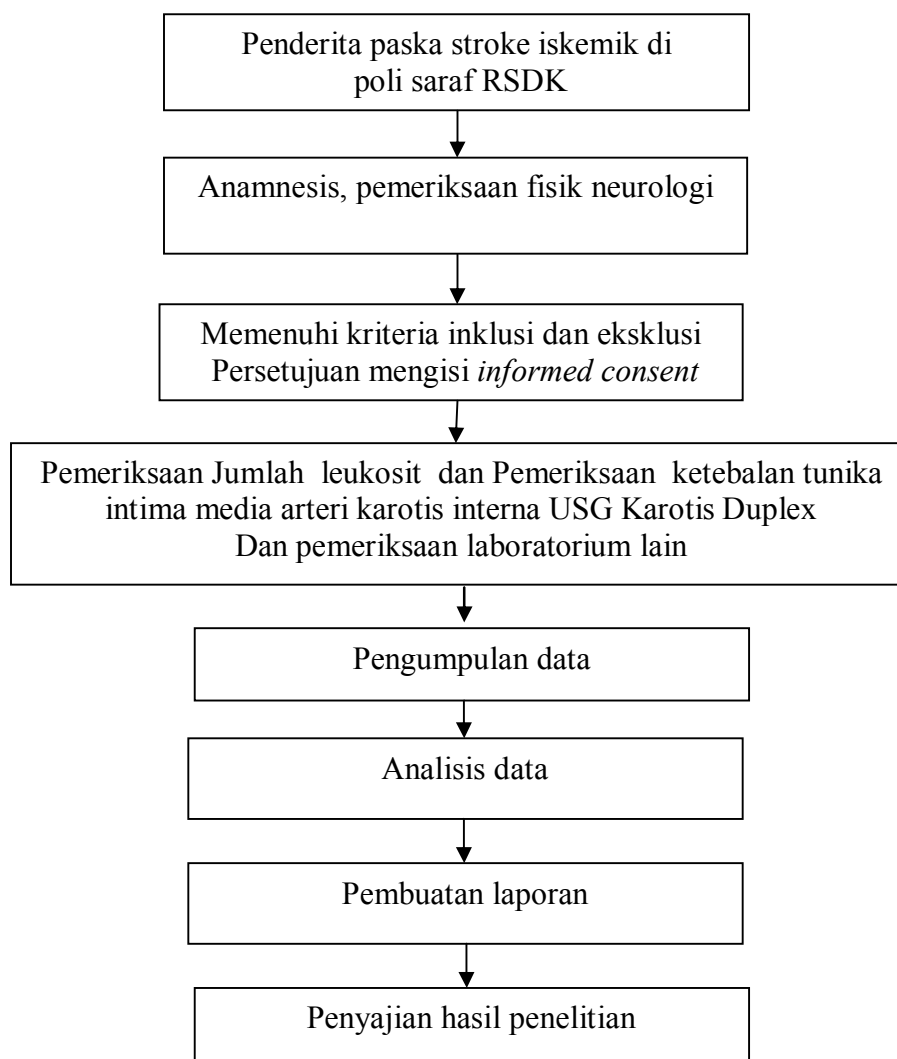 Penderita paska stroke iskemik di
poli saraf RSDK
Anamnesis, pemeriksaan fisik neurologi
Memenuhi kriteria inklusi dan eksklusi
Persetujuan mengisi informed consent
Pemeriksaan Jumlah leukosit dan Pemeriksaan ketebalan tunika
intima media arteri karotis interna USG Karotis Duplex
Dan pemeriksaan laboratorium lain
Pengumpulan data
Analisis data
Pembuatan laporan
Penyajian hasil penelitian